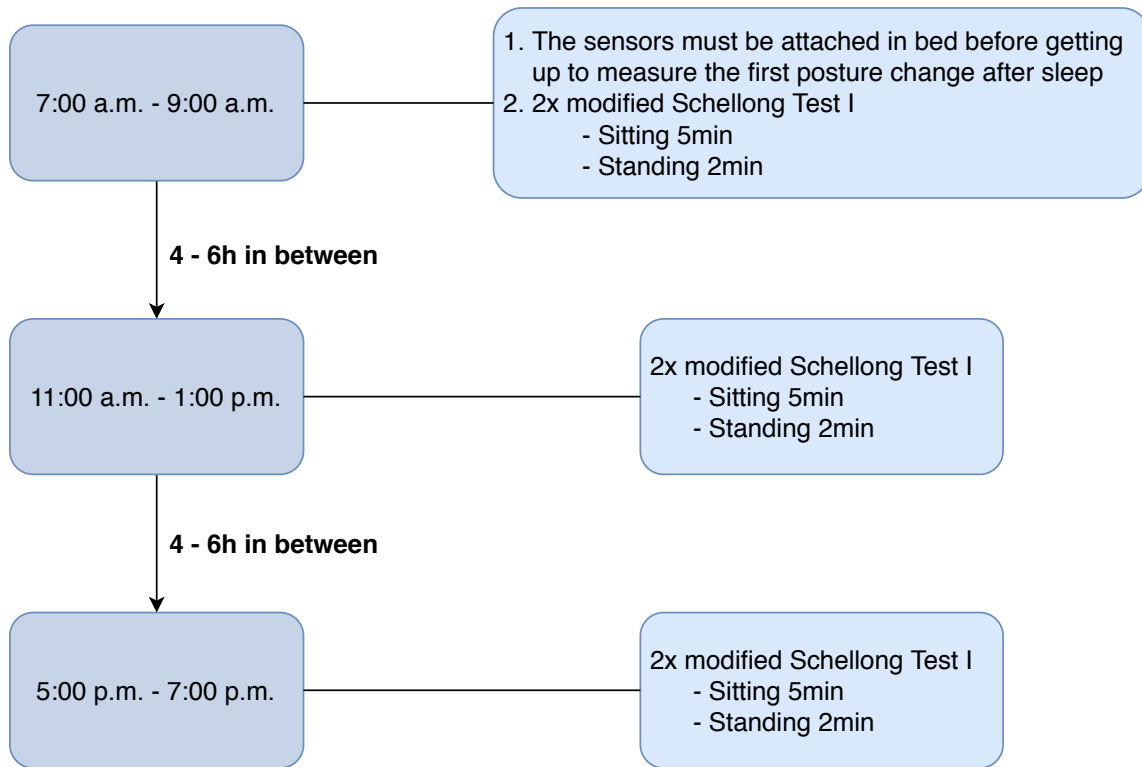 7:00 a.m. - 9:00 a.m.
1. The sensors must be attached in bed before getting
up to measure the first posture change after sleep
2. 2x modified Schellong Test I
- Sitting 5min
- Standing 2min
4 - 6h in between
11:00 a.m. - 1:00 p.m.
2x modified Schellong Test I
- Sitting 5min
- Standing 2min
4 - 6h in between
5:00 p.m. - 7:00 p.m.
2x modified Schellong Test I
- Sitting 5min
- Standing 2min